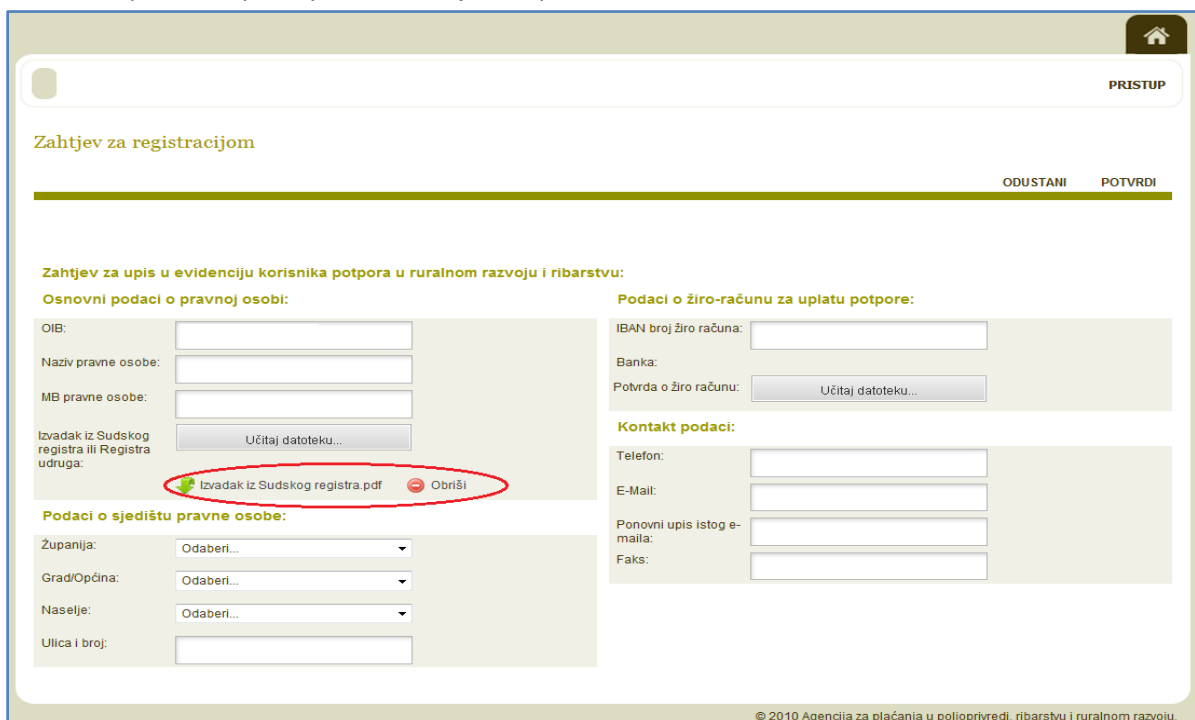 PRISTUP
Zahtjev za registracijom
ODUSTANI POTVRDI
Zahtjev za upis u evidenciju korisnika potpora u ruralnom razvoju i ribarstvu:
Osnovni podaci o pravnoj osobi:
OIB:
Naziv pravne osobe:
MB pravne osobe:
Izvadak iz Sudskog
registra ili Registra
udruga:
Učitaj datoteku...
Izvadak iz Sudskog registra.pdf Obriši
Podaci o sjedištu pravne osobe:
Županija: Odaberi...
Grad/Općina: Odaberi...
Naselje: Odaberi...
Ulica i broj:
Podaci o žiro-računu za uplatu potpore:
IBAN broj žiro računa:
Banka:
Potvrda o žiro računu: Učitaj datoteku...
Kontakt podaci:
Telefon:
E-Mail:
Ponovni upis istog e-
maila:
Faks:
© 2010 Agencija za plaćanja u poljoprivredi, ribarstvu i ruralnom razvoju.